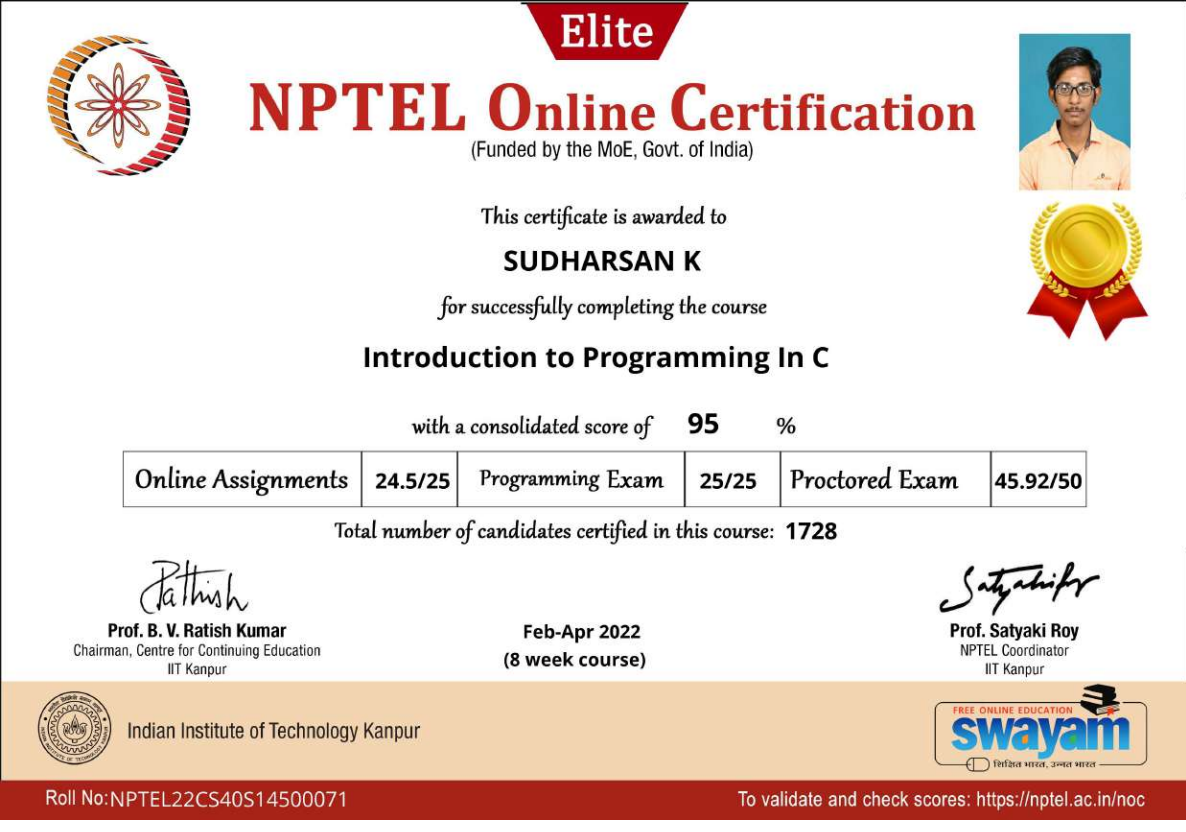 Elite
NPTEL Online Certification
(Funded by the MoE, Govt. of India)
This certificate is awarded to
SUDHARSAN K
for successfully completing the course
Introduction to Programming In C
with a consolidated score of 95 %
Online Assignments 24.5/25 Programming Exam 25/25 Proctored Exam 45.92/50
Total number of candidates certified in this course: 1728
Prof. B. V. Ratish Kumar
Chairman, Centre for Continuing Education
IIT Kanpur
Feb-Apr 2022
(8 week course)
Prof. Satyaki Roy
NPTEL Coordinator
IIT Kanpur
Indian Institute of Technology Kanpur
FREE ONLINE EDUCATION
swayam
शिक्षित भारत, उन्नत भारत
Roll No:NPTEL22CS40S14500071
To validate and check scores: https://nptel.ac.in/noc